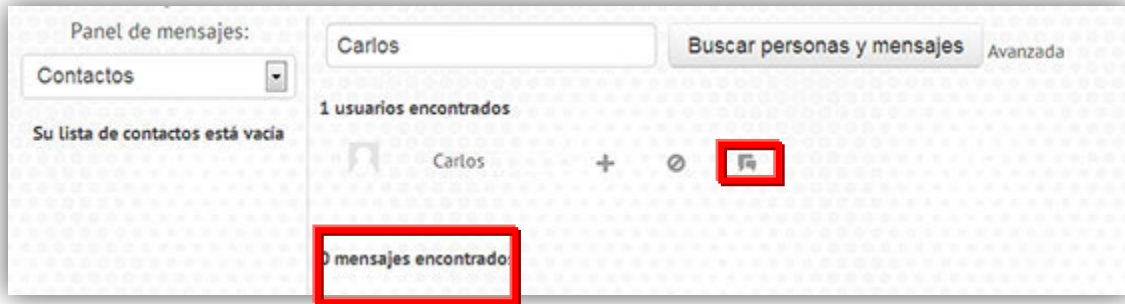 Panel de mensajes:
Contactos
Su lista de contactos está vacía
Carlos
Buscar personas y mensajes
Avanzada
1 usuarios encontrados
Carlos
0 mensajes encontrados